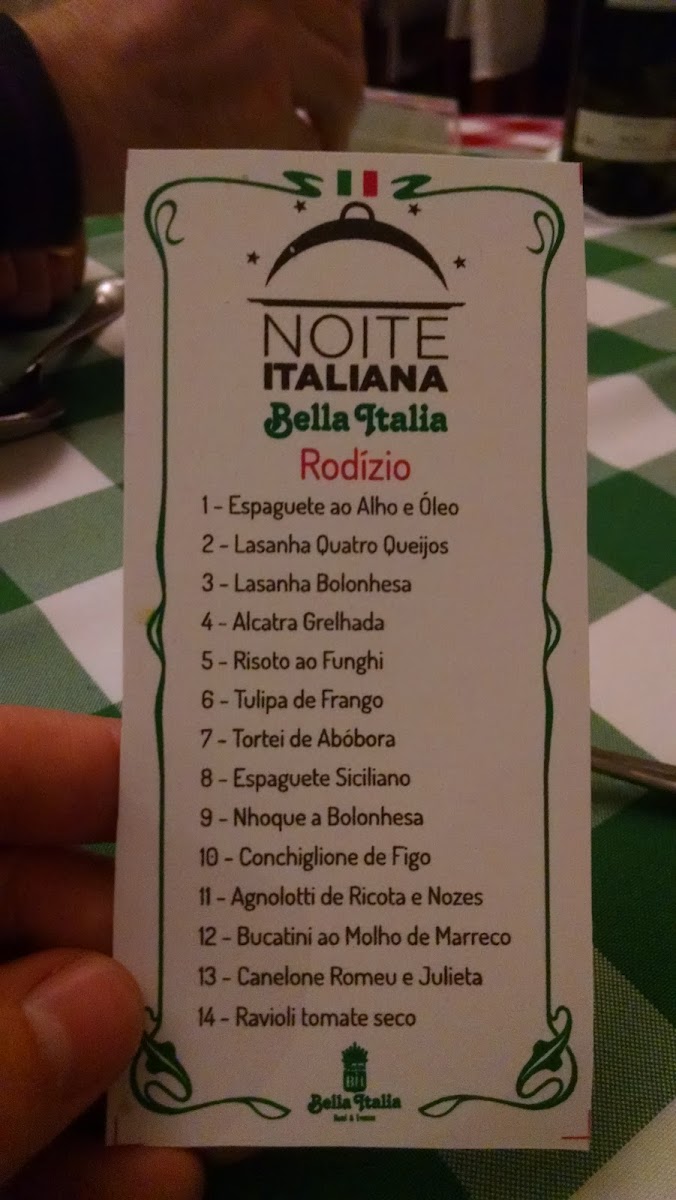 NOITE
ITALIANA
Bella Italia
Rodízio
1 - Espaguete ao Alho e Óleo
2 - Lasanha Quatro Queijos
3 - Lasanha Bolonhesa
4 - Alcatra Grelhada
5 - Risoto ao Funghi
6 - Tulipa de Frango
7 - Tortei de Abóbora
8 - Espaguete Siciliano
9 - Nhoque a Bolonhesa
10 - Conchiglione de Figo
11 - Agnolotti de Ricota e Nozes
12 - Bucatini ao Molho de Marreco
13 - Canelone Romeu e Julieta
14 - Ravioli tomate seco
Bella Italia